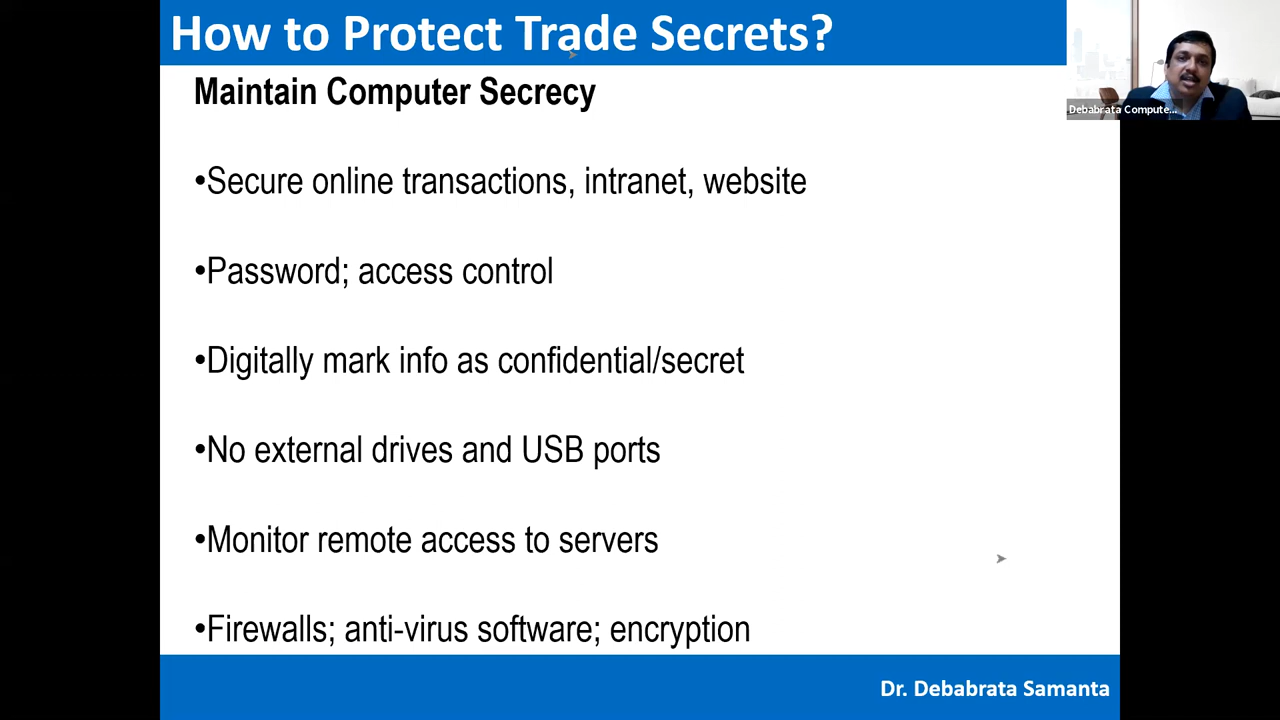 How to Protect Trade Secrets?
Debabrata Compute...
Maintain Computer Secrecy
•Secure online transactions, intranet, website
•Password; access control
•Digitally mark info as confidential/secret
•No external drives and USB ports
•Monitor remote access to servers
•Firewalls; anti-virus software; encryption
Dr. Debabrata Samanta